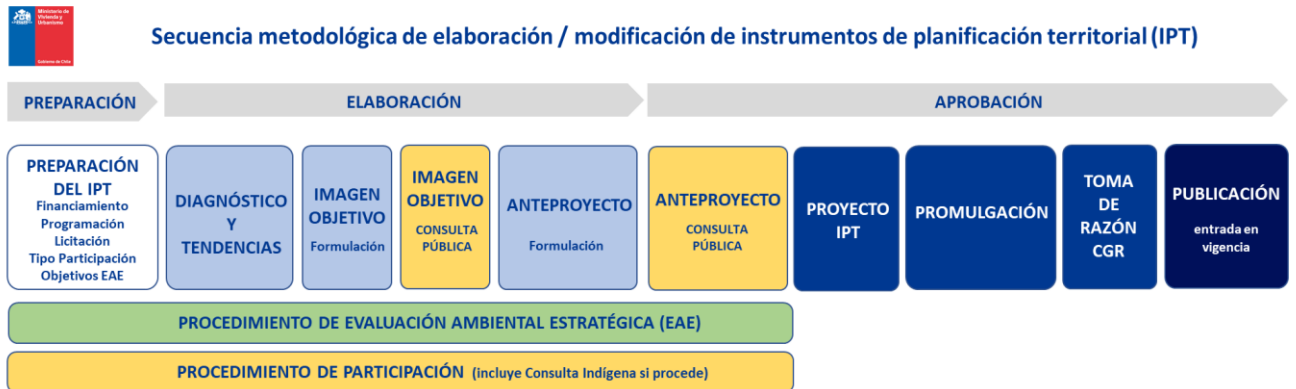 Ministerio de
Vivienda y
Urbanismo
Gobierno de Chile
Secuencia metodológica de elaboración / modificación de instrumentos de planificación territorial (IPT)
PREPARACIÓN
ELABORACIÓN
APROBACIÓN
PREPARACIÓN
DEL IPT
Financiamiento
Programación
Licitación
Tipo Participación
Objetivos EAE
DIAGNÓSTICO
Y
TENDENCIAS
IMAGEN
OBJETIVO
Formulación
IMAGEN
OBJETIVO
CONSULTA
PÚBLICA
ANTEPROYECTO
Formulación
ANTEPROYECTO
CONSULTA
PÚBLICA
PROYECTO
IPT
PROMULGACIÓN
TOMA
DE
RAZÓN
CGR
PUBLICACIÓN
entrada en
vigencia
PROCEDIMIENTO DE EVALUACIÓN AMBIENTAL ESTRATÉGICA (EAE)
PROCEDIMIENTO DE PARTICIPACIÓN (incluye Consulta Indígena si procede)